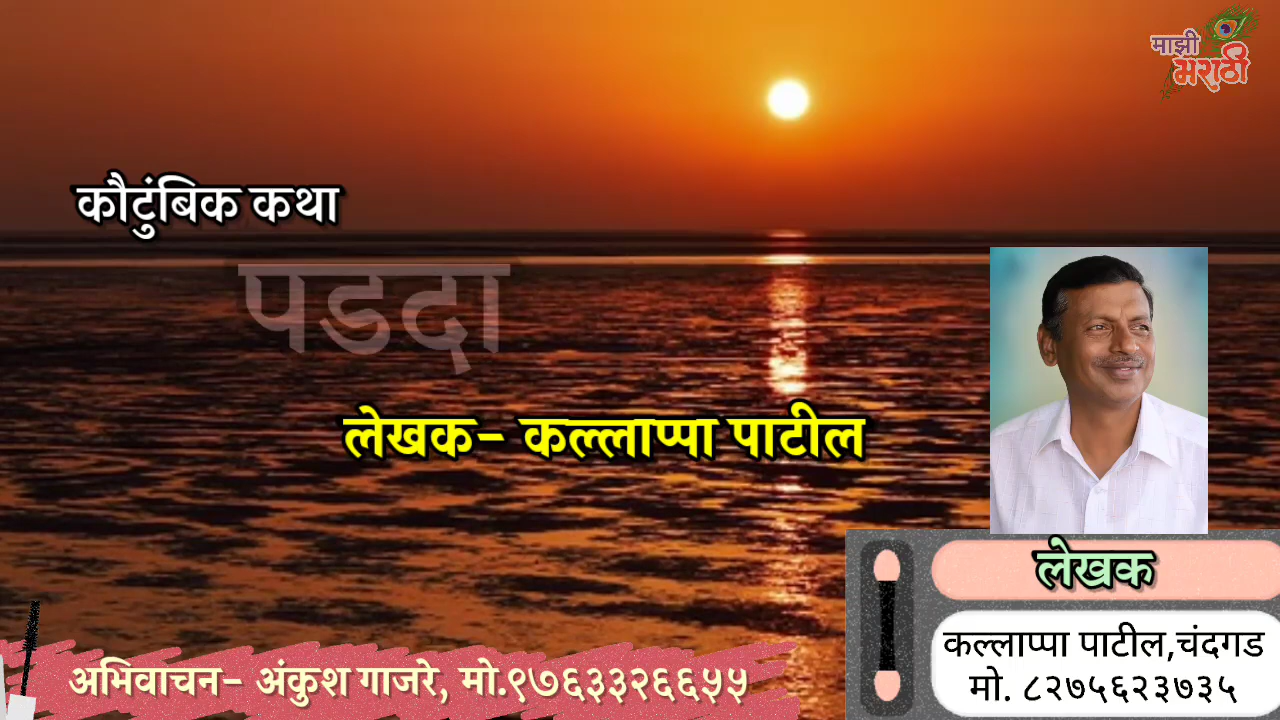 माझी
मराठी
कौटुंबिक कथा
पडदा
लेखक- कल्लाप्पा पाटील
लेखक
कल्लाप्पा पाटील,चंदगड
मो. ८२७५६२३७३५
अभिवाचन- अंकुश गाजरे, मो.९७६३३२६६५५